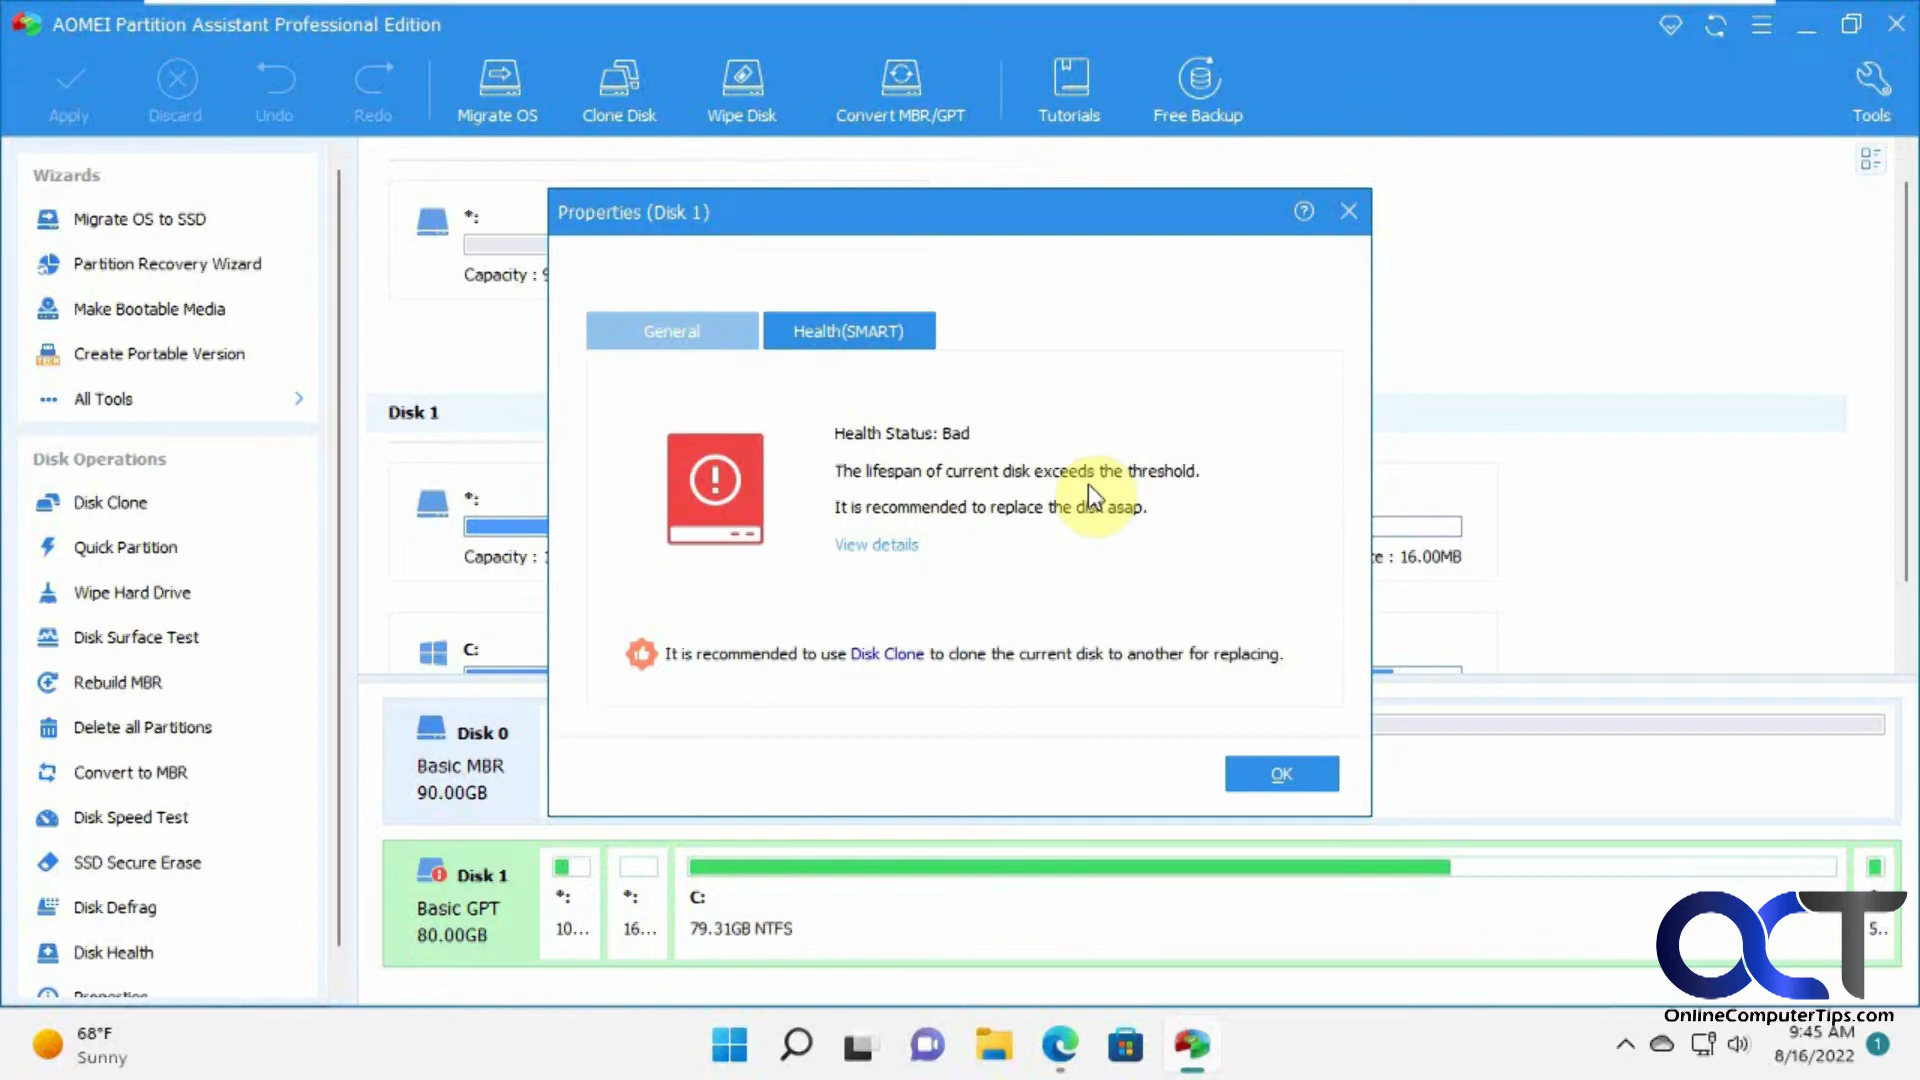 AOMEI Partition Assistant Professional Edition
Apply
Discard
Undo
Redo
Migrate OS
Clone Disk
Wipe Disk
Convert MBR/GPT
Tutorials
Free Backup
Tools
Wizards
Migrate OS to SSD
Partition Recovery Wizard
Make Bootable Media
Create Portable Version
All Tools
Disk Operations
Disk Clone
Quick Partition
Wipe Hard Drive
Disk Surface Test
Rebuild MBR
Delete all Partitions
Convert to MBR
Disk Speed Test
SSD Secure Erase
Disk Defrag
Disk Health
Properties
*:
Capacity : 9
Disk 1
*:
Capacity : 1
C:
: 16.00MB
Properties (Disk 1)
General
Health(SMART)
Health Status: Bad
The lifespan of current disk exceeds the threshold.
It is recommended to replace the disk asap.
View details
It is recommended to use Disk Clone to clone the current disk to another for replacing.
OK
Disk 0
Basic MBR
90.00GB
Disk 1
Basic GPT
80.00GB
*:
10...
*:
16...
C:
79.31GB NTFS
5..
OCT
OnlineComputerTips.com
68°F
Sunny
9:45 AM
8/16/2022
1